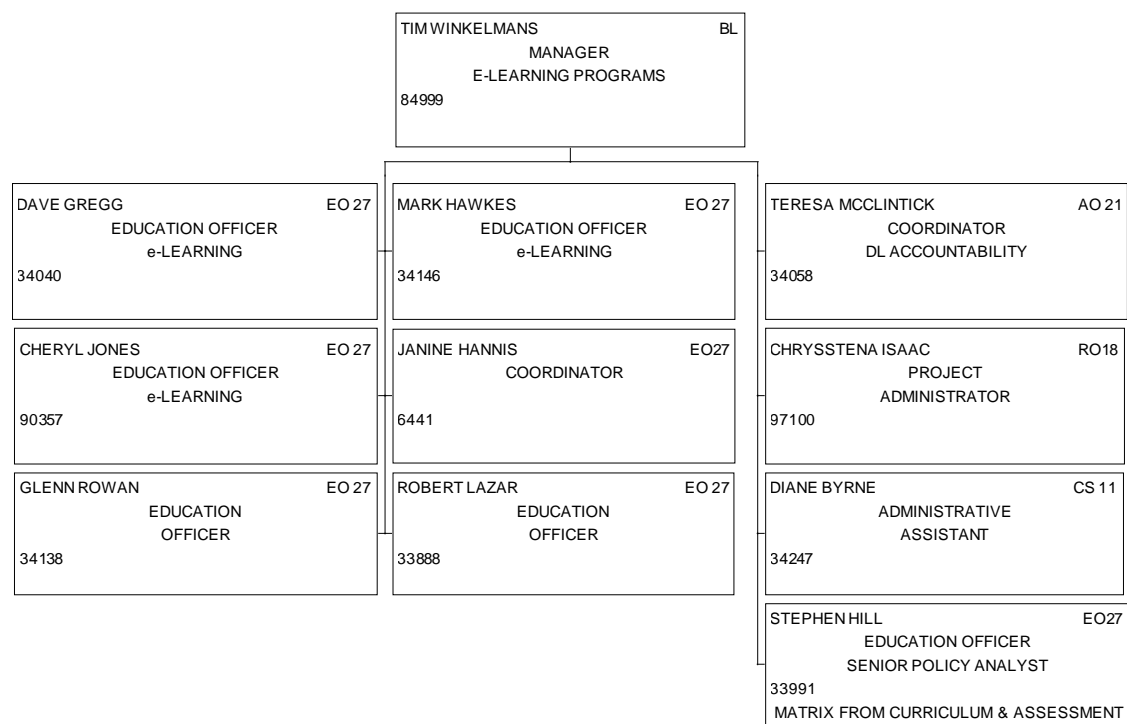 TIM WINKELMANS BL
MANAGER
E-LEARNING PROGRAMS
84999
DAVE GREGG EO 27
EDUCATION OFFICER
e-LEARNING
34040
MARK HAWKES EO 27
EDUCATION OFFICER
e-LEARNING
34146
TERESA MCCLINTICK AO 21
COORDINATOR
DL ACCOUNTABILITY
34058
CHERYL JONES EO 27
EDUCATION OFFICER
e-LEARNING
90357
JANINE HANNIS EO27
COORDINATOR
6441
CHRYSSTENA ISAAC RO18
PROJECT
ADMINISTRATOR
97100
GLENN ROWAN EO 27
EDUCATION
OFFICER
34138
ROBERT LAZAR EO 27
EDUCATION
OFFICER
33888
DIANE BYRNE CS 11
ADMINISTRATIVE
ASSISTANT
34247
STEPHEN HILL EO27
EDUCATION OFFICER
SENIOR POLICY ANALYST
33991
MATRIX FROM CURRICULUM & ASSESSMENT